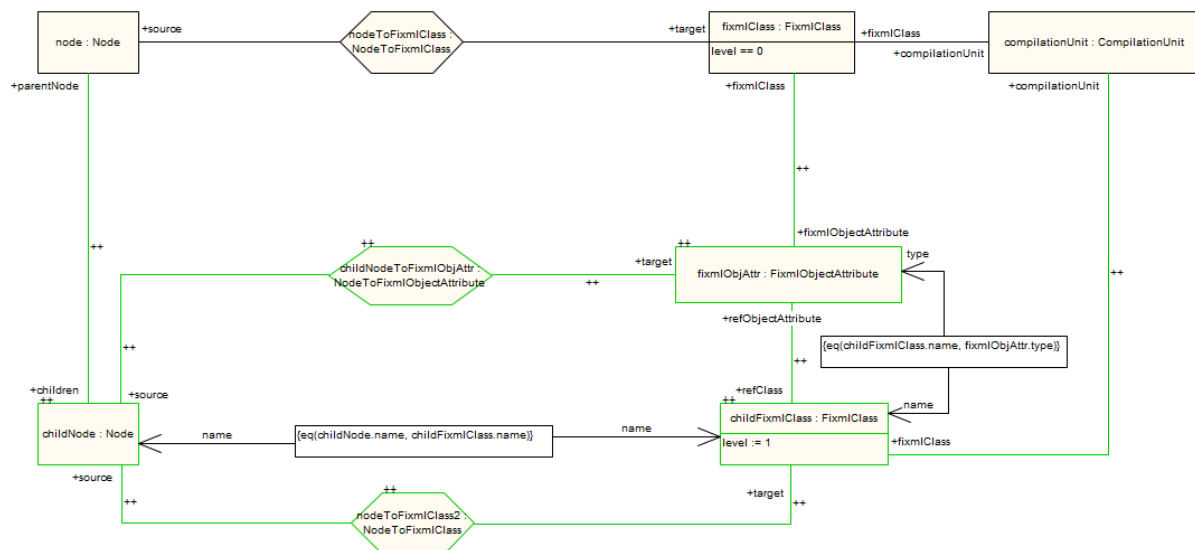 +source
nodeToFixmlClass :
NodeToFixmlClass
+target
node : Node
fixmlClass : FixmlClass
level == 0
+fixmlClass
+compilationUnit
compilationUnit : CompilationUnit
+parentNode
+fixmlClass
+compilationUnit
++
++
++
+fixmlObjectAttribute
++
++
childNodeToFixmlObjAttr :
NodeToFixmlObjectAttribute
++
+target
fixmlObjAttr : FixmlObjectAttribute
type
+refObjectAttribute
++
++
{eq(childFixmlClass.name, fixmlObjAttr.type)}
+children
++
+source
+refClass
++
childNode : Node
name
{eq(childNode.name, childFixmlClass.name)}
name
childFixmlClass : FixmlClass
level := 1
name
+fixmlClass
+source
++
++
nodeToFixmlClass2 :
NodeToFixmlClass
+target
++